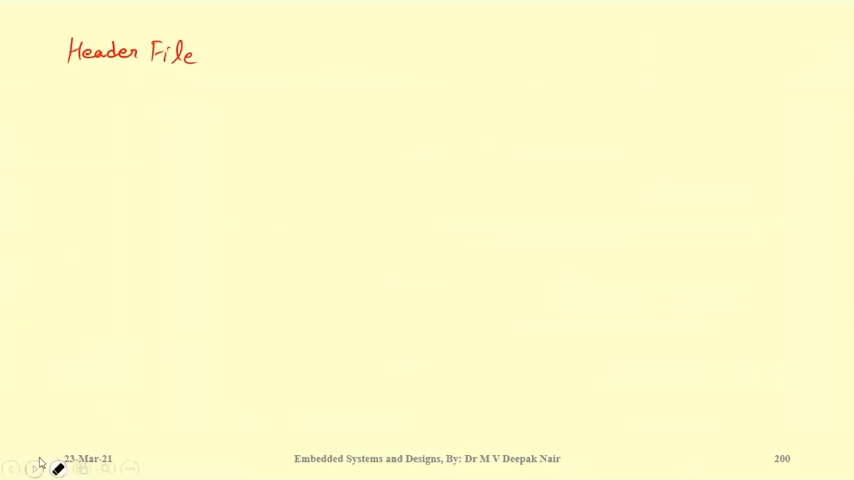 Header File
23-Mar-21
Embedded Systems and Designs, By: Dr M V Deepak Nair
200